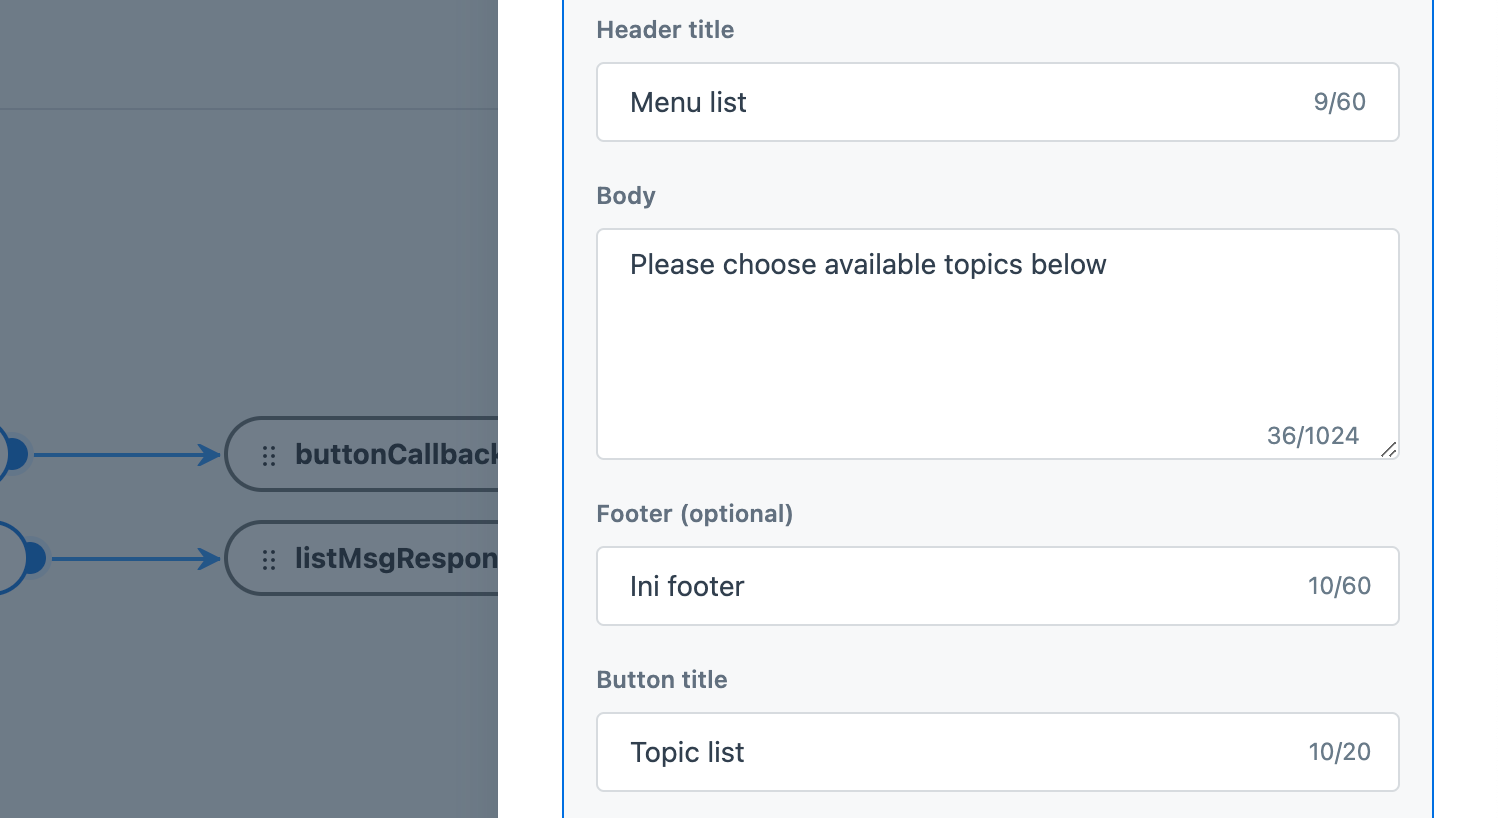 Header title
Menu list
9/60
Body
Please choose available topics below
36/1024
buttonCallback
listMsgRespon
Footer (optional)
Ini footer
10/60
Button title
Topic list
10/20